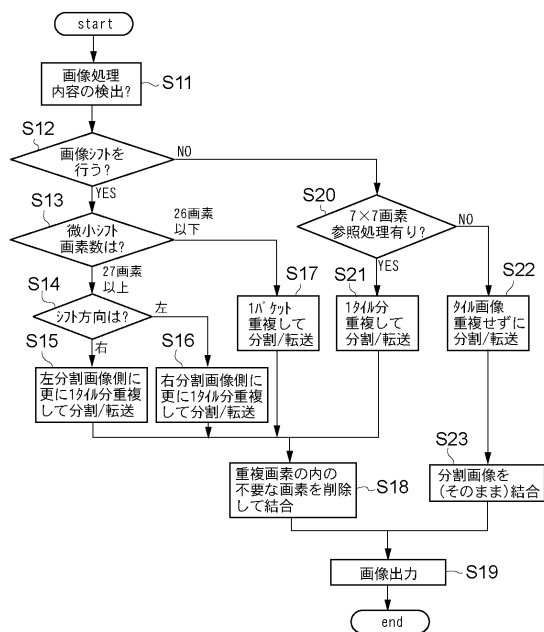 start
画像処理
内容の検出?
S11
S12
画像ｼﾌﾄを
行う?
NO
YES
S13
微小シフト
画素数は?
26画素
以下
27画素
以上
S20
7×7画素
参照処理有り?
NO
YES
S14
ｼﾌﾄ方向は?
左
右
S15
左分割画像側に
更に1ﾀｲﾙ分重複
して分割/転送
S16
右分割画像側に
更に1ﾀｲﾙ分重複
して分割/転送
S17
1ﾊﾟｹｯﾄ
重複して
分割/転送
S21
1ﾀｲﾙ分
重複して
分割/転送
S22
ﾀｲﾙ画像
重複せずに
分割/転送
重複画素の内の
不要な画素を削除
して結合
S18
S23
分割画像を
(そのまま)結合
画像出力
S19
end